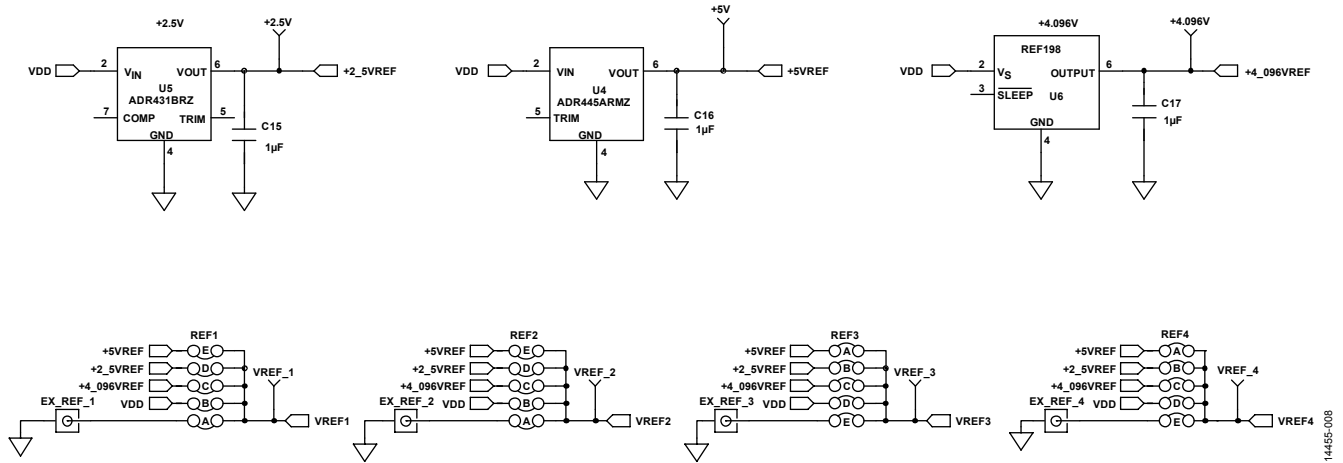 +2.5V
+2.5V
VDD
2
VIN
VOUT
6
+2_5VREF
U5
ADR431BRZ
7
COMP
TRIM
5
GND
4
C15
1µF
+5V
VDD
2
VIN
VOUT
6
+5VREF
U4
ADR445ARMZ
5
TRIM
GND
4
C16
1µF
+4.096V
+4.096V
REF198
VDD
2
VS
OUTPUT
6
+4_096VREF
3
SLEEP
U6
GND
4
C17
1µF
REF1
+5VREF
E
+2_5VREF
D
VREF_1
+4_096VREF
C
EX_REF_1
VDD
B
A
VREF1
REF2
+5VREF
E
+2_5VREF
D
VREF_2
+4_096VREF
C
EX_REF_2
VDD
B
A
VREF2
REF3
+5VREF
A
+2_5VREF
B
VREF_3
+4_096VREF
C
EX_REF_3
VDD
D
E
VREF3
REF4
+5VREF
A
+2_5VREF
B
VREF_4
+4_096VREF
C
EX_REF_4
VDD
D
E
VREF4
14455-008